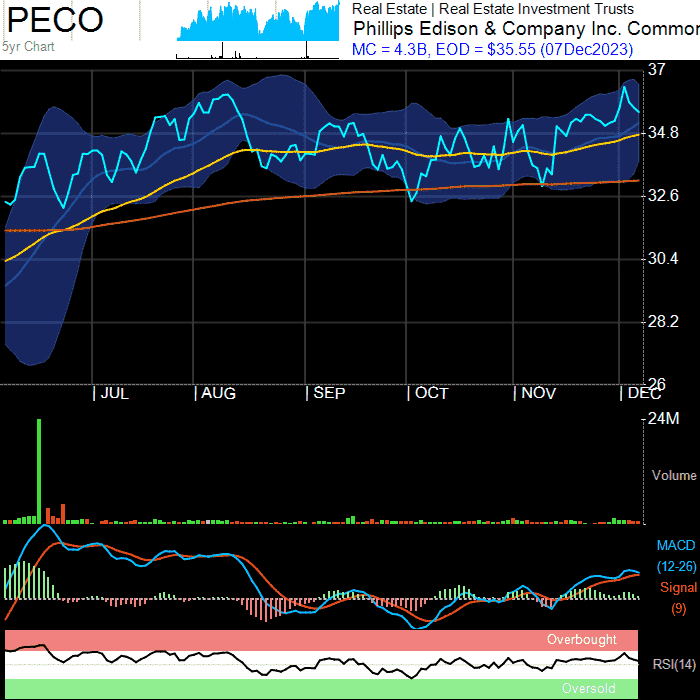 PECO
5yr Chart
Real Estate | Real Estate Investment Trusts
Phillips Edison & Company Inc. Common
MC = 4.3B, EOD = $35.55 (07Dec2023)
37
34.8
32.6
30.4
28.2
26
JUL AUG SEP OCT NOV DEC
24M
Volume
MACD
(12-26)
Signal
(9)
Overbought
RSI(14)
Oversold